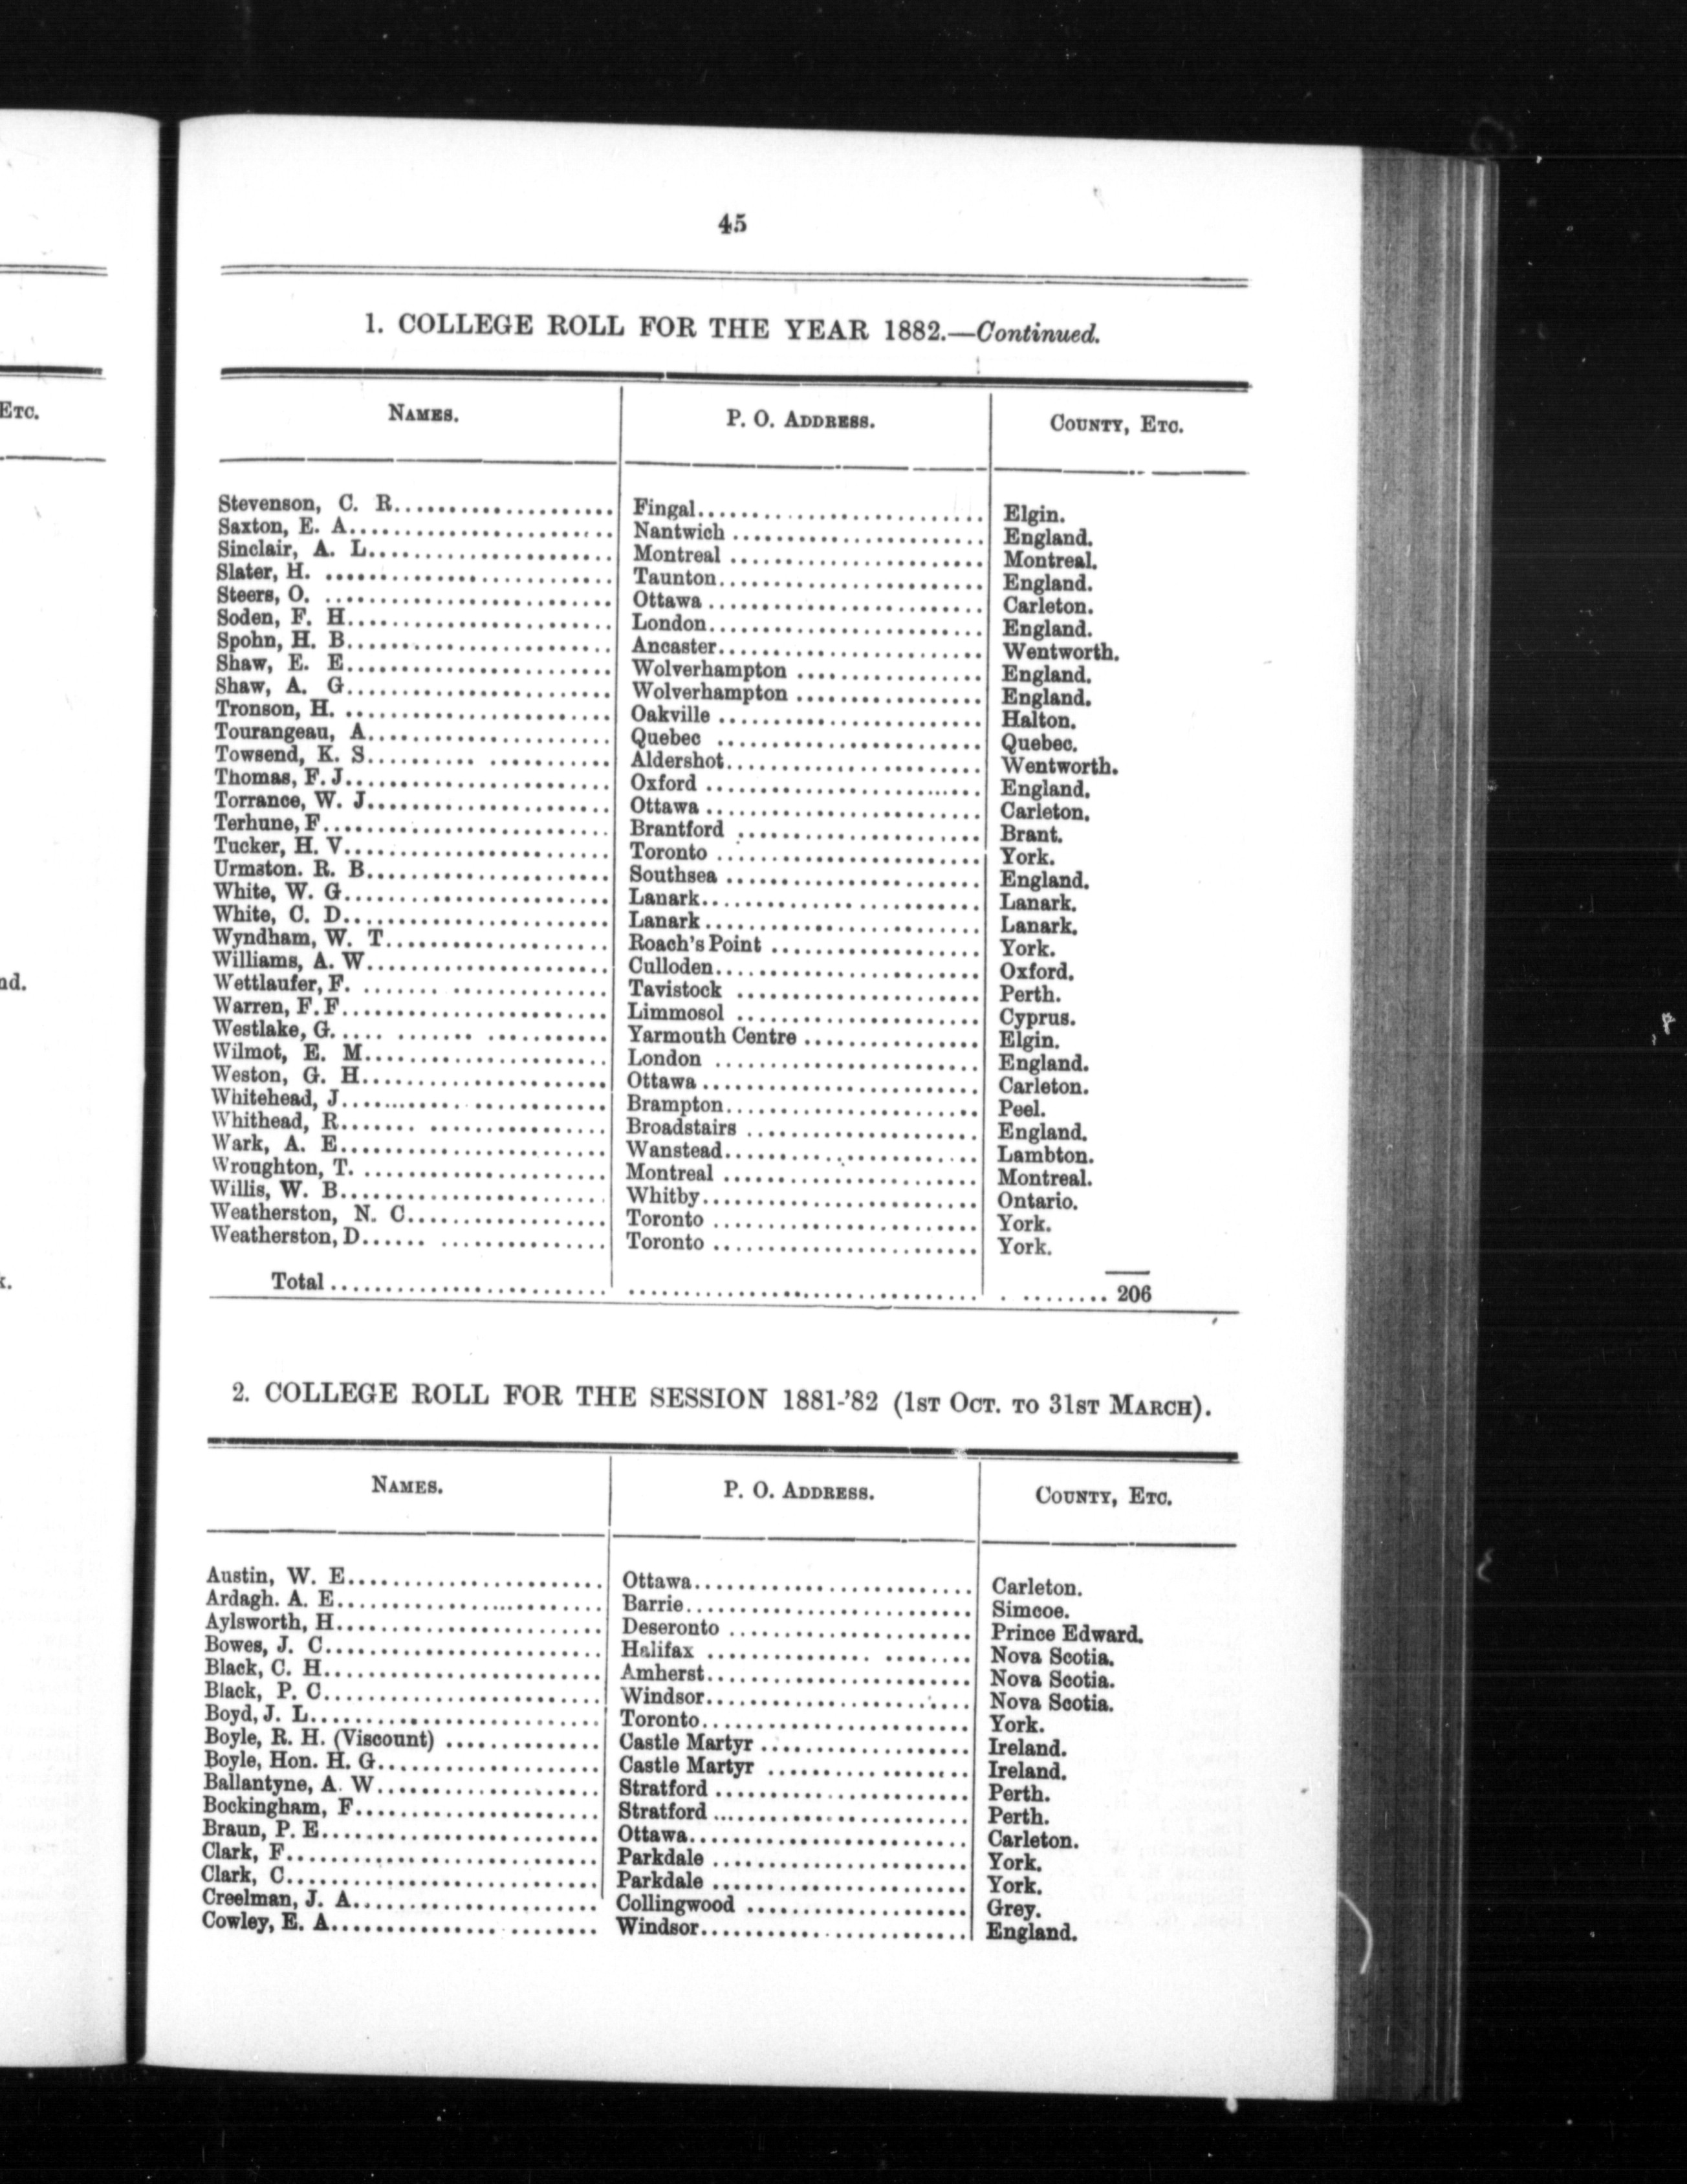 ETC.
nd.
k.
45
1. COLLEGE ROLL FOR THE YEAR 1882.—Continued.
NAMES. P. O. ADDRESS. COUNTY, ETC.
Stevenson, C. R. Fingal Elgin.
Saxton, E. A. Nantwich England.
Sinclair, A. L. Montreal Montreal.
Slater, H. Taunton England.
Steers, O. Ottawa Carleton.
Soden, F. H. London England.
Spohn, H. B. Ancaster Wentworth.
Shaw, E. E. Wolverhampton England.
Shaw, A. G. Wolverhampton England.
Tronson, H. Oakville Halton.
Tourangeau, A. Quebec Quebec.
Towsend, K. S. Aldershot Wentworth.
Thomas, F. J. Oxford England.
Torrance, W. J. Ottawa Carleton.
Terhune, F. Brantford Brant.
Tucker, H. V. Toronto York.
Urmston. R. B. Southsea England.
White, W. G. Lanark Lanark.
White, C. D. Lanark Lanark.
Wyndham, W. T. Roach's Point York.
Williams, A. W. Culloden Oxford.
Wettlaufer, F. Tavistock Perth.
Warren, F. F. Limmosol Cyprus.
Westlake, G. Yarmouth Centre Elgin.
Wilmot, E. M. London England.
Weston, G. H. Ottawa Carleton.
Whitehead, J. Brampton Peel.
Whithead, R. Broadstairs England.
Wark, A. E. Wanstead Lambton.
Wroughton, T. Montreal Montreal.
Willis, W. B. Whitby Ontario.
Weatherston, N. C. Toronto York.
Weatherston, D. Toronto York.
Total 206
2. COLLEGE ROLL FOR THE SESSION 1881-'82 (1ST OCT. TO 31ST MARCH).
NAMES. P. O. ADDRESS. COUNTY, ETC.
Austin, W. E. Ottawa Carleton.
Ardagh. A. E. Barrie Simcoe.
Aylsworth, H. Deseronto Prince Edward.
Bowes, J. C. Halifax Nova Scotia.
Black, C. H. Amherst Nova Scotia.
Black, P. C. Windsor Nova Scotia.
Boyd, J. L. Toronto York.
Boyle, R. H. (Viscount) Castle Martyr Ireland.
Boyle, Hon. H. G. Castle Martyr Ireland.
Ballantyne, A. W. Stratford Perth.
Bockingham, F. Stratford Perth.
Braun, P. E. Ottawa Carleton.
Clark, F. Parkdale York.
Clark, C. Parkdale York.
Creelman, J. A. Collingwood Grey.
Cowley, E. A. Windsor England.